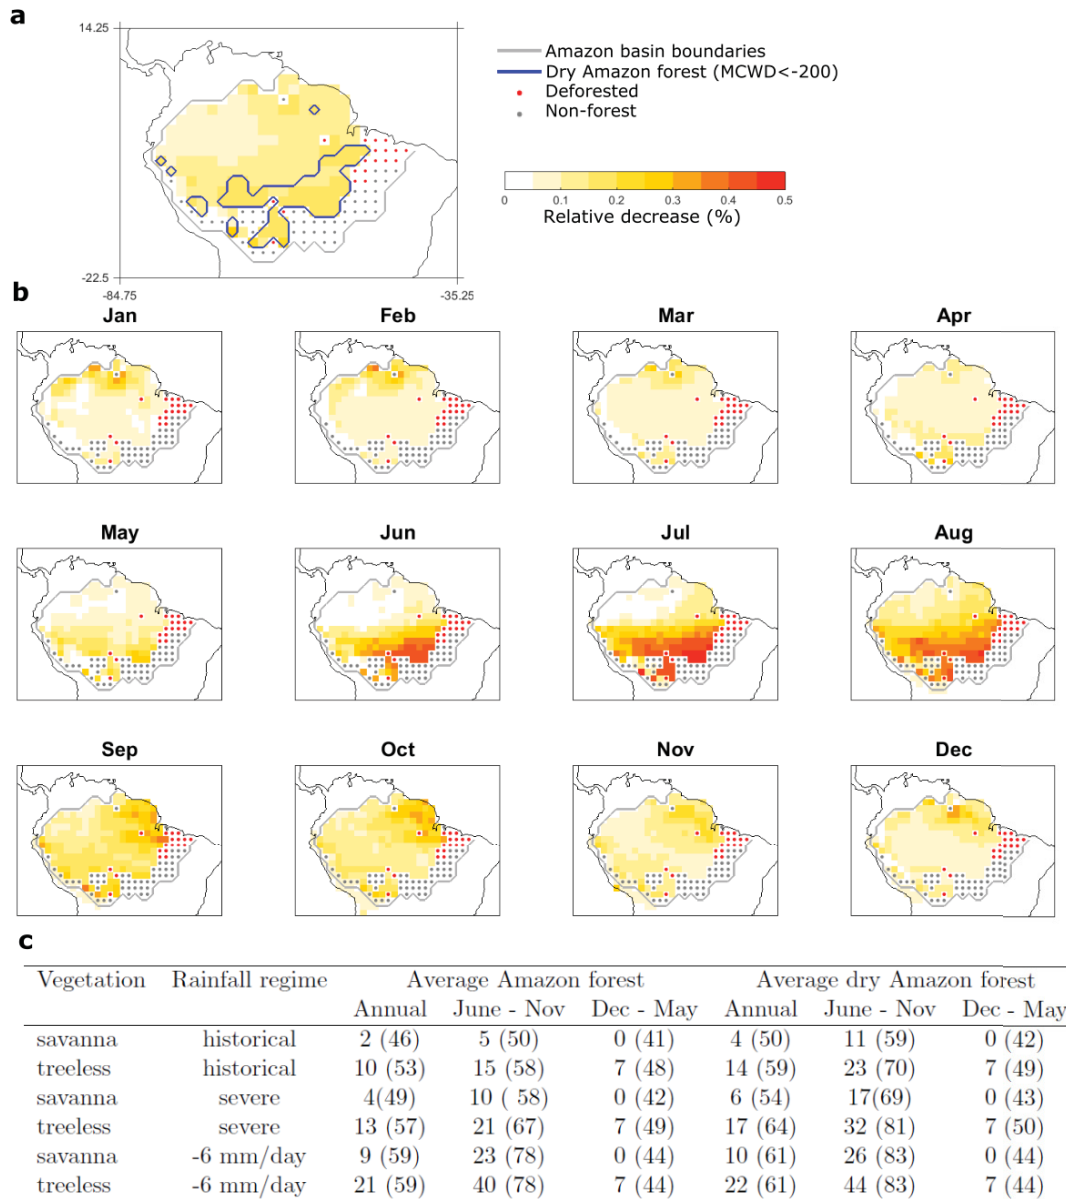 a
14.25
-22.5
-84.75 -35.25
Amazon basin boundaries
Dry Amazon forest (MCWD<-200)
Deforested
Non-forest
0 0.1 0.2 0.3 0.4 0.5
Relative decrease (%)
b
Jan Feb Mar Apr
May Jun Jul Aug
Sep Oct Nov Dec
c
Vegetation Rainfall regime Average Amazon forest Average dry Amazon forest
Annual June - Nov Dec - May Annual June - Nov Dec - May
savanna historical 2 (46) 5 (50) 0 (41) 4 (50) 11 (59) 0 (42)
treeless historical 10 (53) 15 (58) 7 (48) 14 (59) 23 (70) 7 (49)
savanna severe 4(49) 10 ( 58) 0 (42) 6 (54) 17(69) 0 (43)
treeless severe 13 (57) 21 (67) 7 (49) 17 (64) 32 (81) 7 (50)
savanna -6 mm/day 9 (59) 23 (78) 0 (44) 10 (61) 26 (83) 0 (44)
treeless -6 mm/day 21 (59) 40 (78) 7 (44) 22 (61) 44 (83) 7 (44)